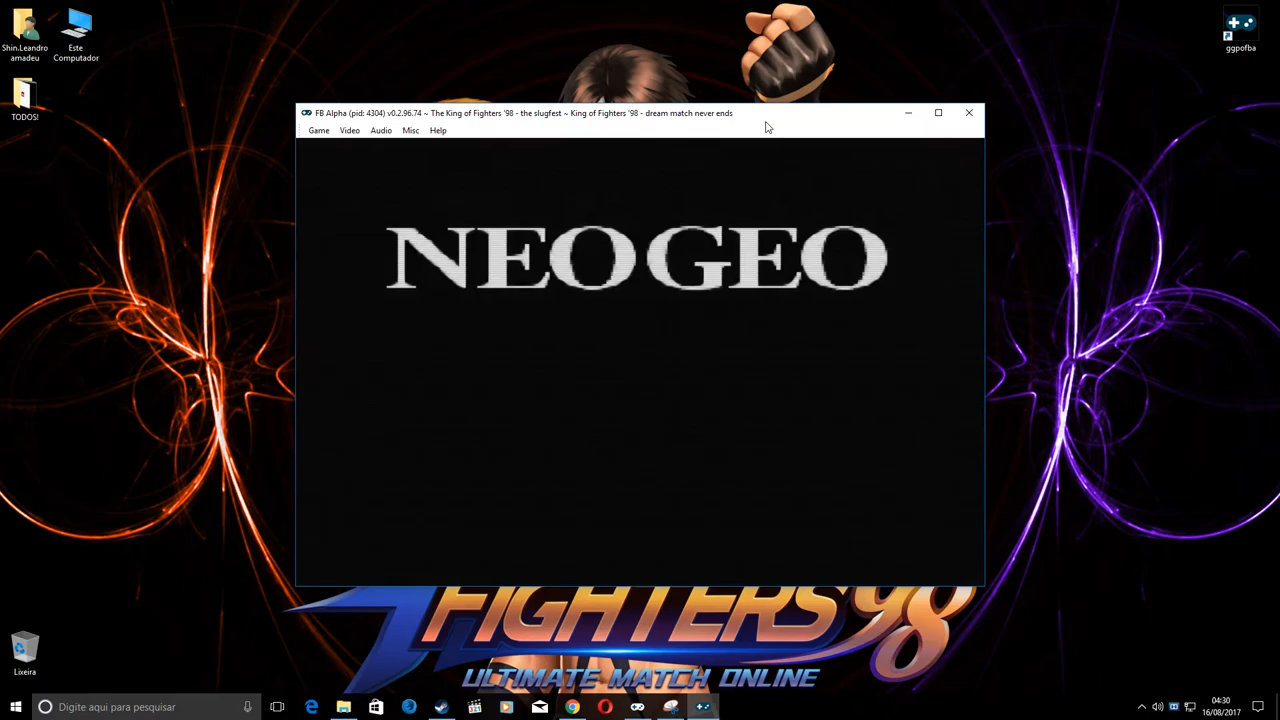 Shin.Leandro
amadeu
Este
Computador
ggpofba
TODOS!
FB Alpha (pid: 4304) v0.2.96.74 ~ The King of Fighters '98 - the slugfest ~ King of Fighters '98 - dream match never ends
Game Video Audio Misc Help
NEOGEO
FIGHTERS'98
ULTIMATE MATCH ONLINE
Lixeira
Digite aqui para pesquisar
04:30
16/08/2017